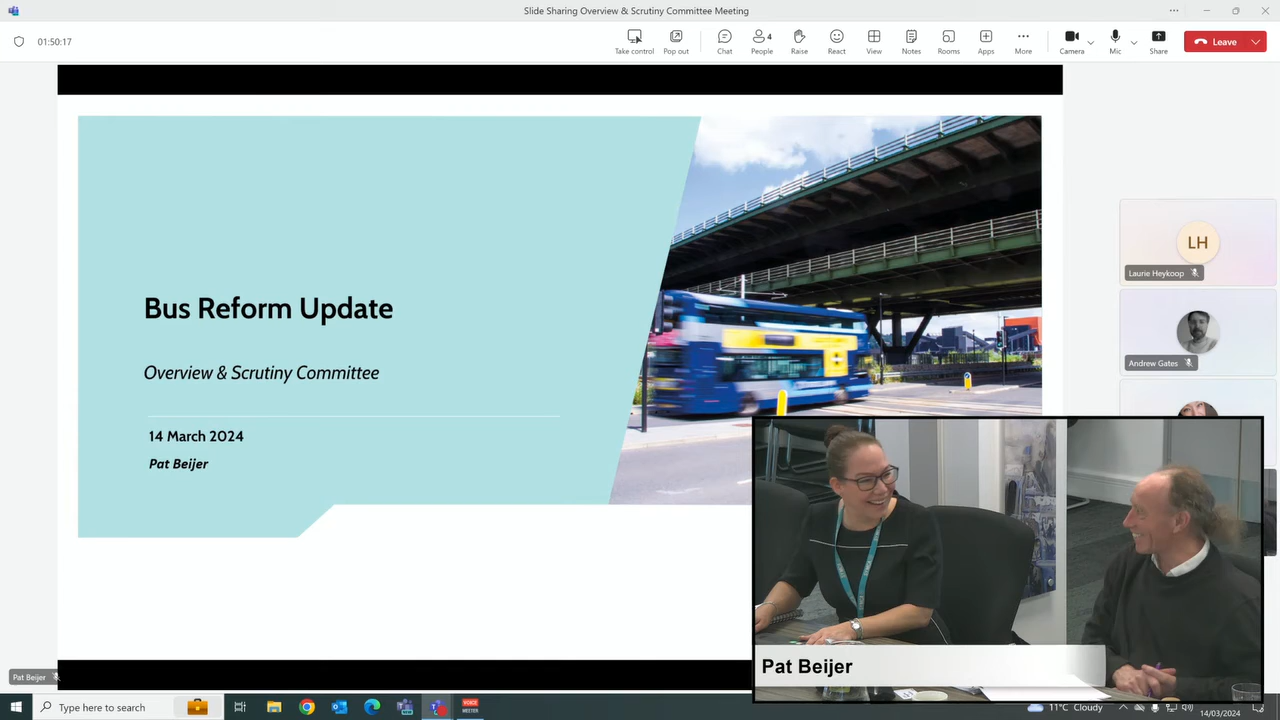 Slide Sharing Overview & Scrutiny Committee Meeting
01:50:17
Take control
Pop out
Chat
4
People
Raise
React
View
Notes
Rooms
Apps
More
Camera
Mic
Share
Leave
Bus Reform Update
Overview & Scrutiny Committee
14 March 2024
Pat Beijer
LH
Laurie Heykoop
Andrew Gates
Pat Beijer
Pat Beijer
Type here to search
VOICE
MEETER
11°C Cloudy
14/03/2024